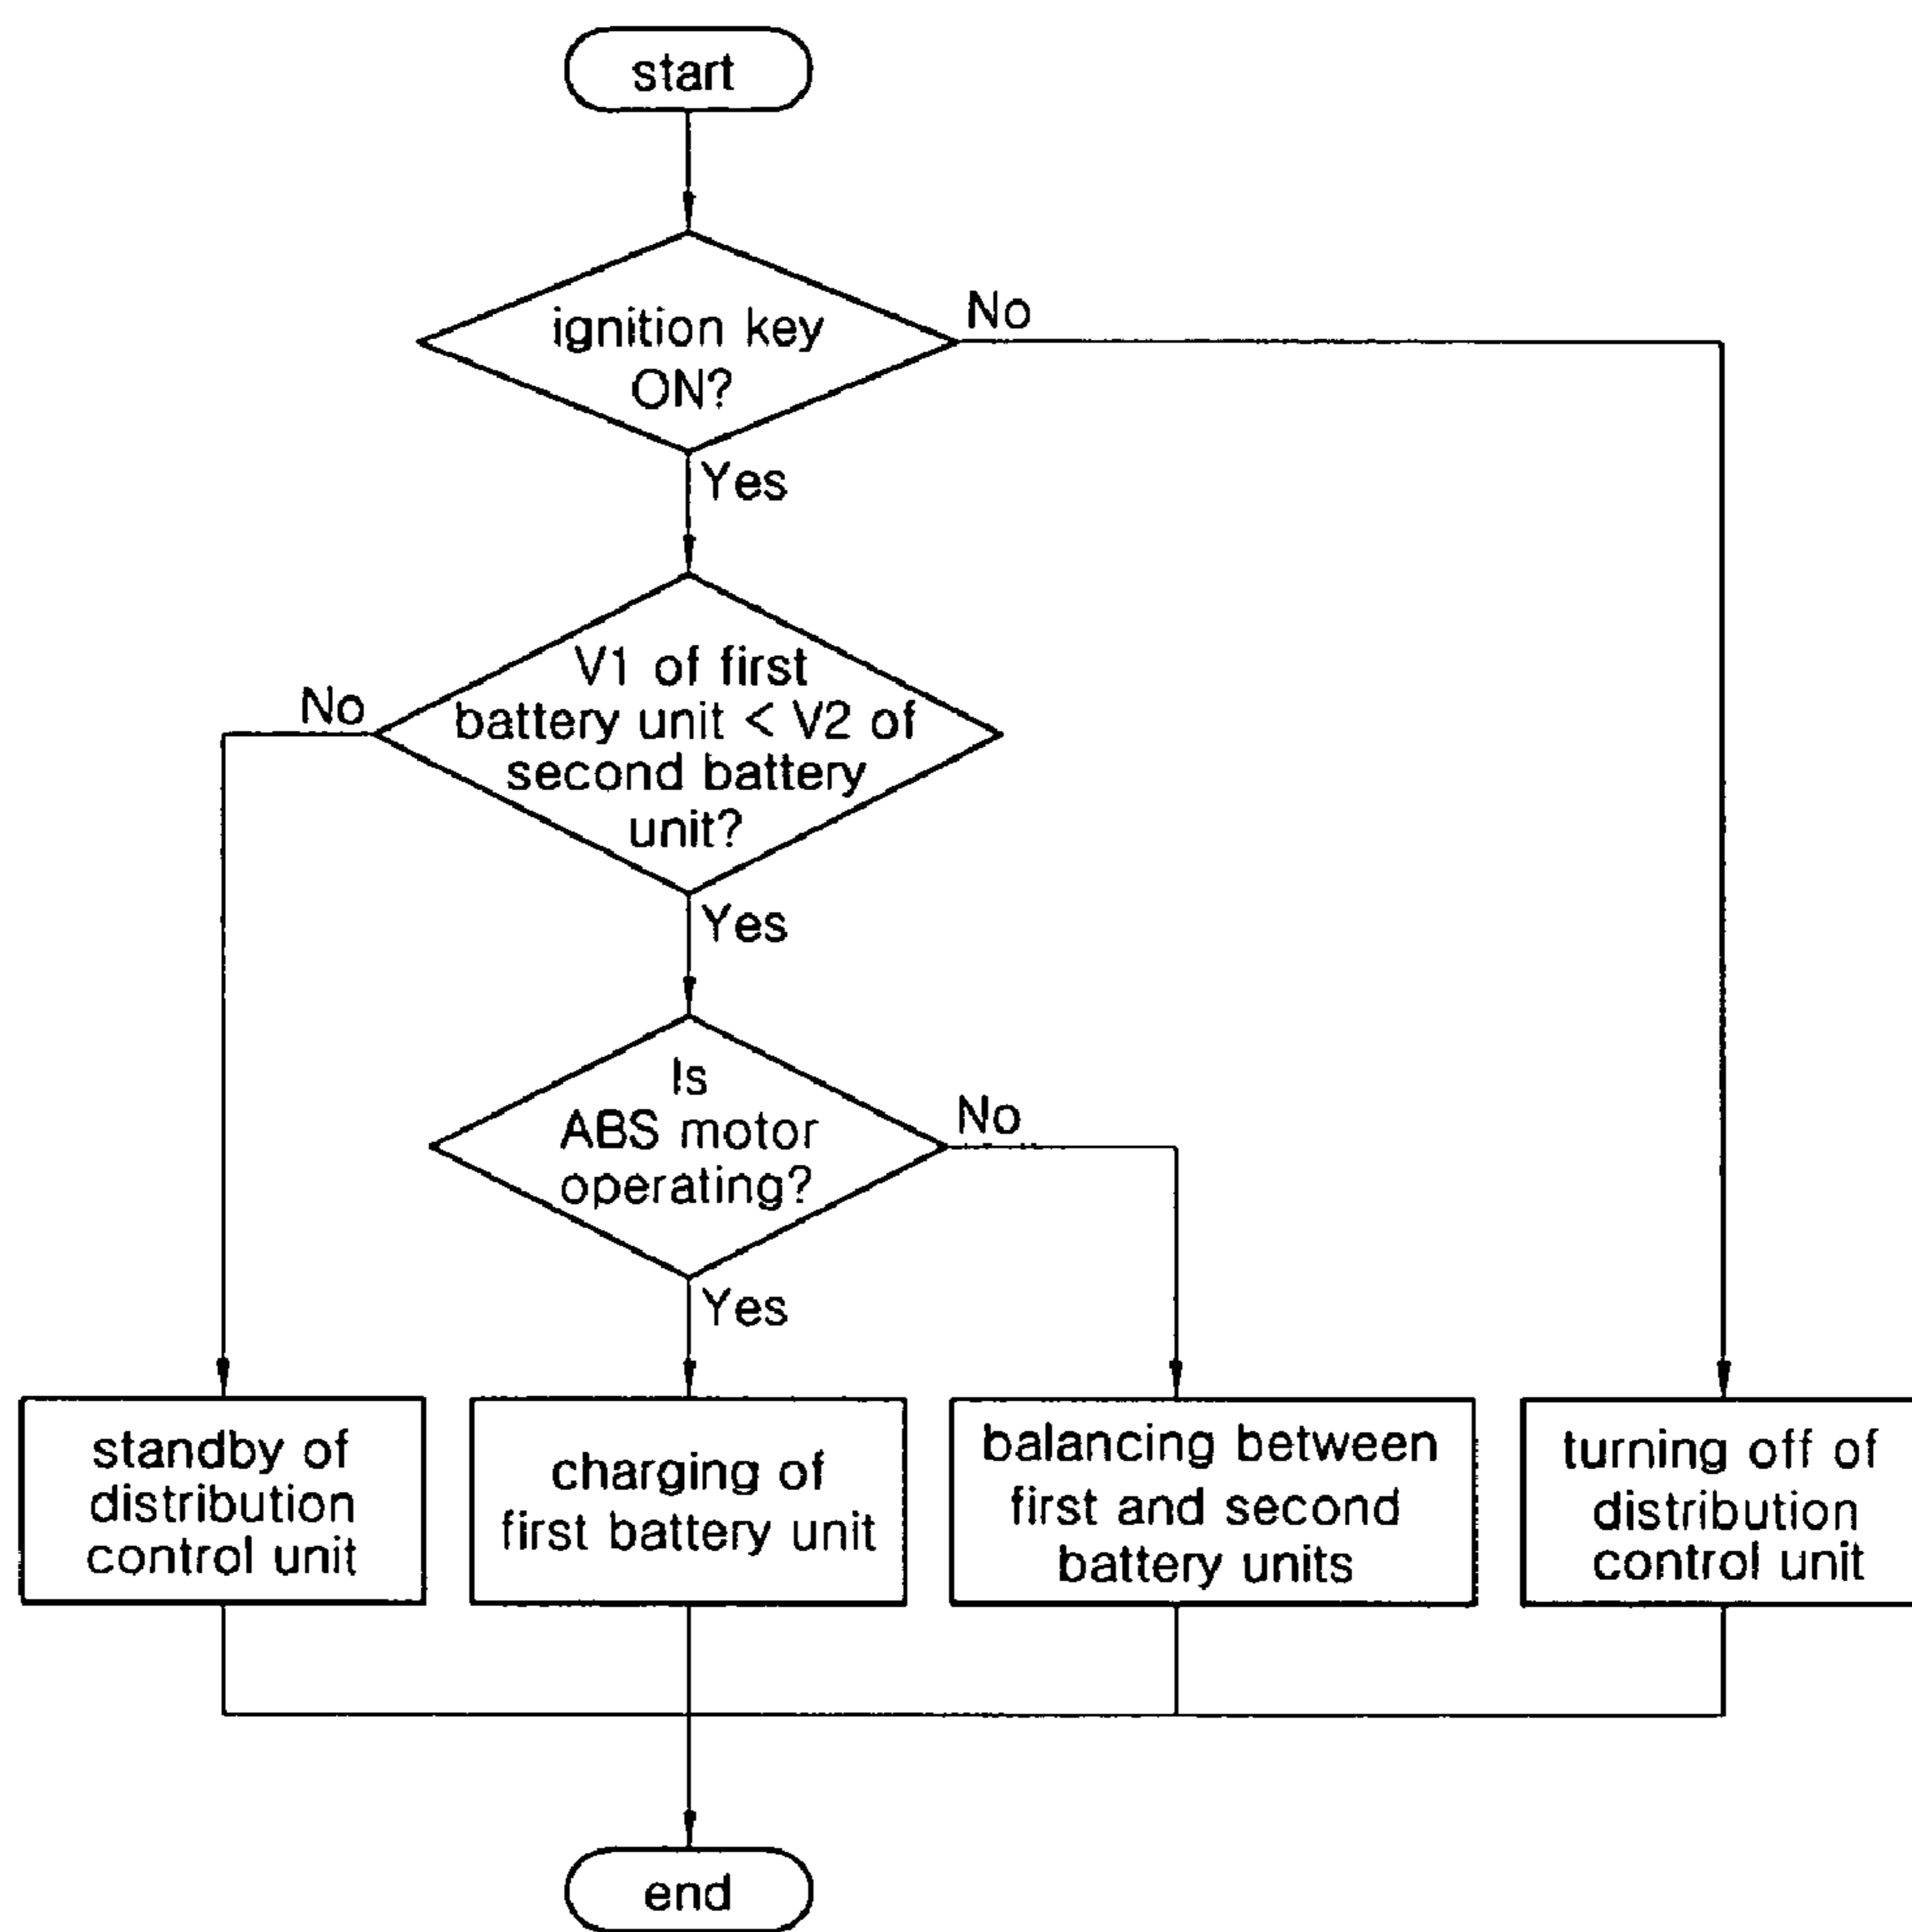 start
ignition key
ON?
No
Yes
V1 of first
battery unit < V2 of
second battery
unit?
No
Yes
Is
ABS motor
operating?
No
Yes
standby of
distribution
control unit
charging of
first battery unit
balancing between
first and second
battery units
turning off of
distribution
control unit
end